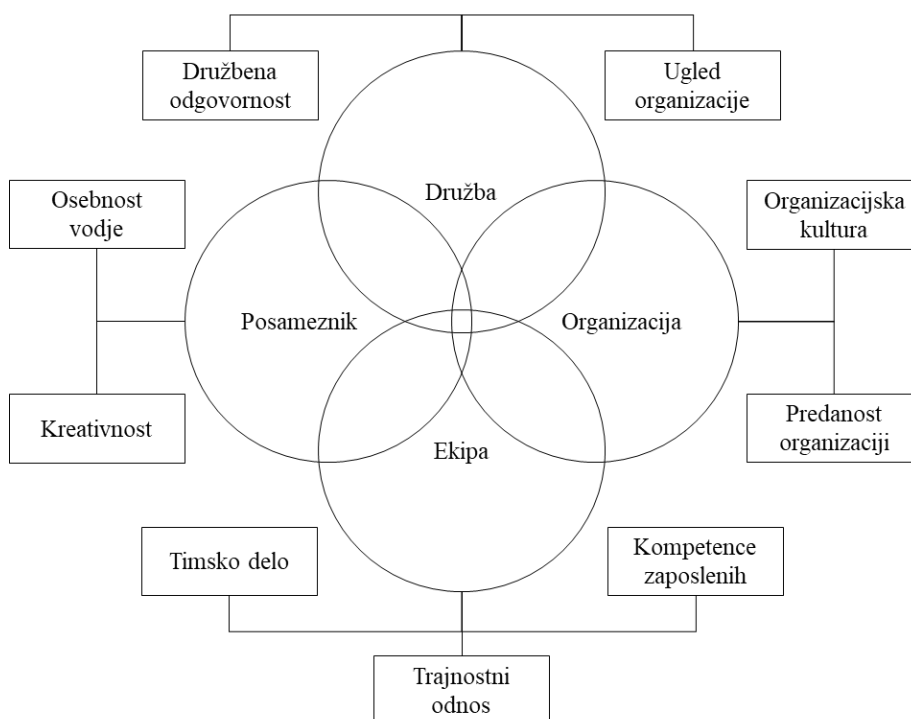 Družbena
odgovornost
Ugled
organizacije
Osebnost
vodje
Družba
Organizacijska
kultura
Posameznik
Organizacija
Kreativnost
Ekipa
Predanost
organizaciji
Timsko delo
Kompetence
zaposlenih
Trajnostni
odnos